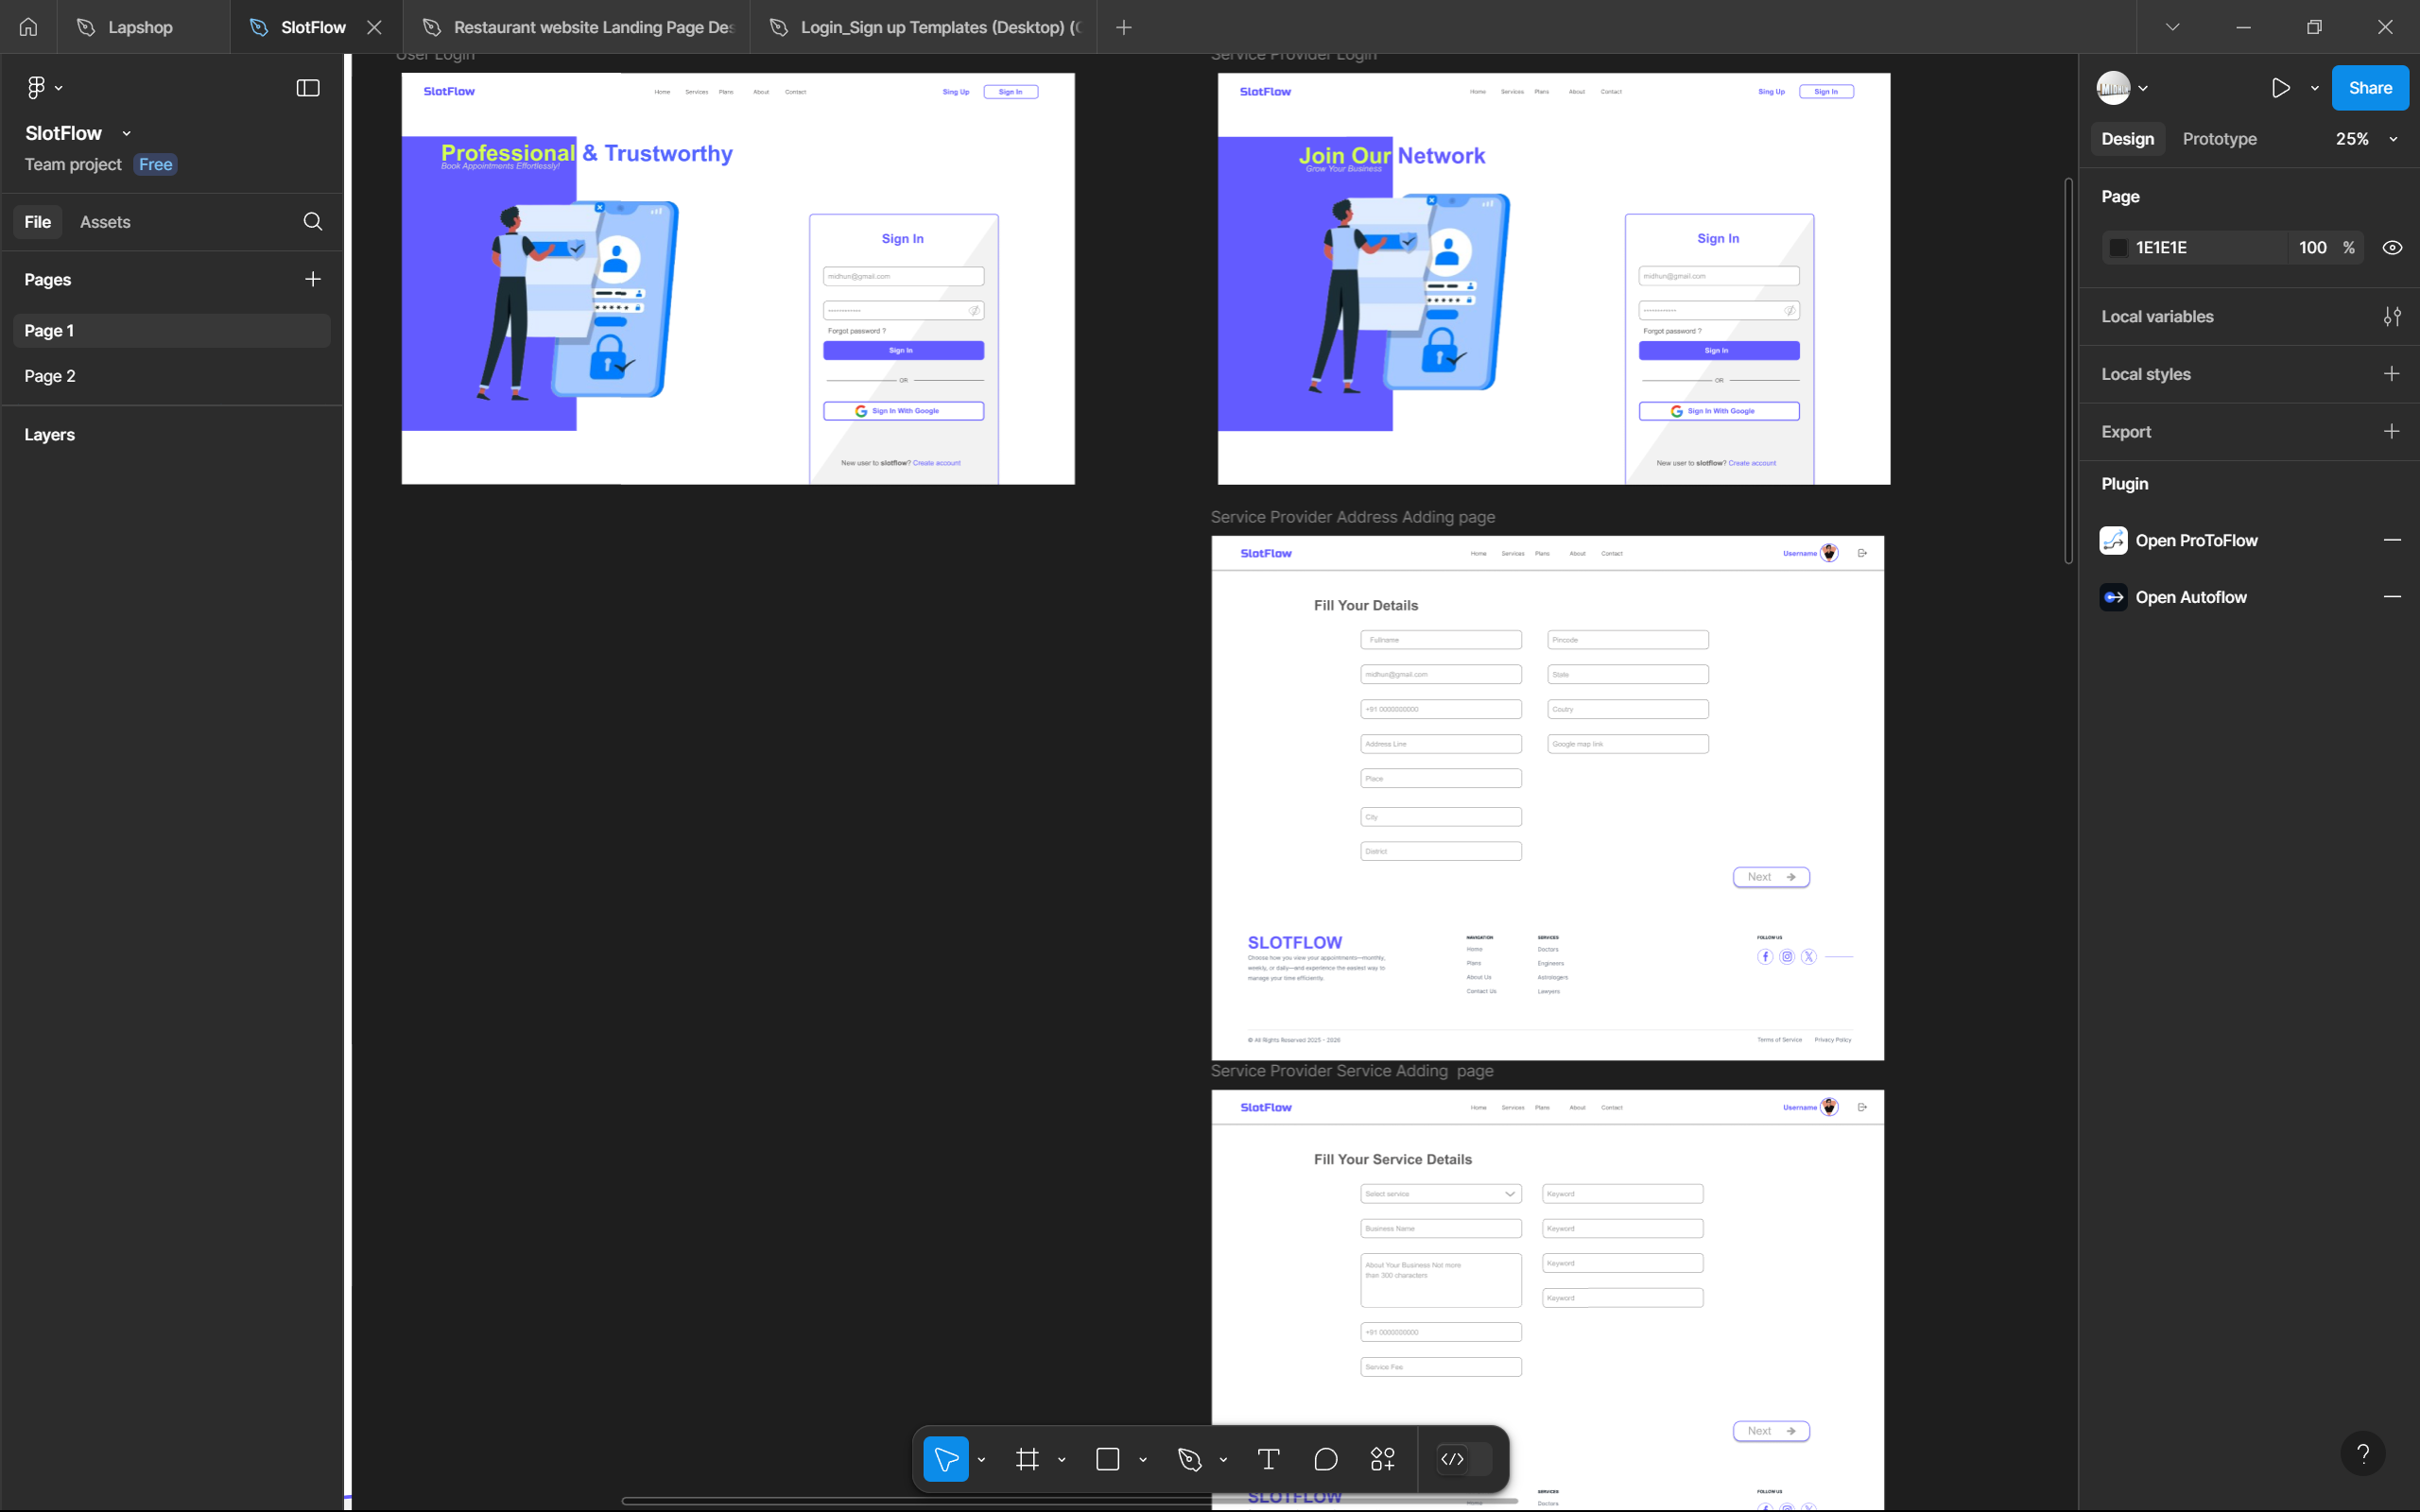 Lapshop
SlotFlow
Restaurant website Landing Page Des
Login_Sign up Templates (Desktop) (C
SlotFlow
Team project Free
File Assets
Pages
Page 1
Page 2
Layers
User Login
SlotFlow
Home Services Plans About Contact
Sing Up Sign In
Professional & Trustworthy
Book Appointments Effortlessly!
Sign In
midhun@gmail.com
Forgot password ?
Sign In
OR
Sign In With Google
New user to slotflow? Create account
Service Provider Login
SlotFlow
Home Services Plans About Contact
Sing Up Sign In
Join Our Network
Grow Your Business
Sign In
midhun@gmail.com
Forgot password ?
Sign In
OR
Sign In With Google
New user to slotflow? Create account
Service Provider Address Adding page
SlotFlow
Home Services Plans About Contact
Username
Fill Your Details
Fullname
Pincode
midhun@gmail.com
State
+91 0000000000
Coutry
Address Line
Google map link
Place
City
District
Next
SLOTFLOW
Choose how you view your appointments—monthly,
weekly, or daily—and experience the easiest way to
manage your time efficiently.
NAVIGATION
Home
Plans
About Us
Contact Us
SERVICES
Doctors
Engineers
Astrologers
Lawyers
FOLLOW US
© All Rights Reserved 2025 - 2026
Terms of Service Privacy Policy
Service Provider Service Adding page
SlotFlow
Home Services Plans About Contact
Username
Fill Your Service Details
Select service
Keyword
Business Name
Keyword
About Your Business Not more
than 300 characters
Keyword
Keyword
+91 0000000000
Service Fee
Next
SLOTFLOW
Home
SERVICES
Doctors
FOLLOW US
Share
Design Prototype 25%
Page
1E1E1E 100 %
Local variables
Local styles
Export
Plugin
Open ProToFlow
Open Autoflow
?